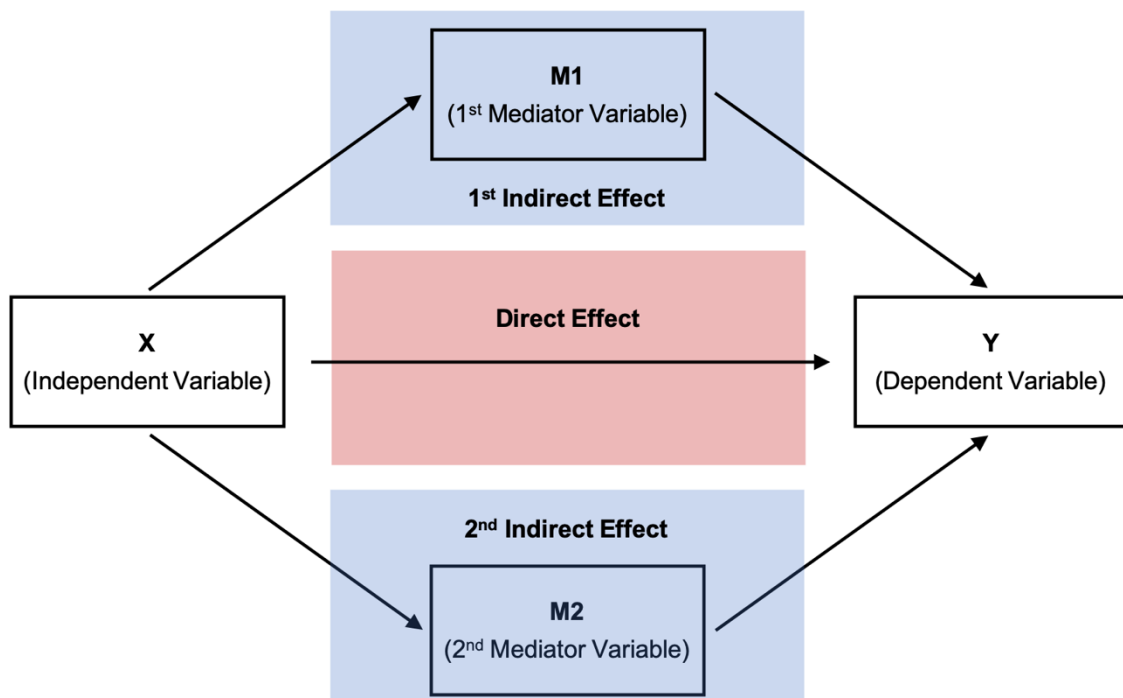 M1
(1st Mediator Variable)
1st Indirect Effect
Direct Effect
X
(Independent Variable)
Y
(Dependent Variable)
2nd Indirect Effect
M2
(2nd Mediator Variable)